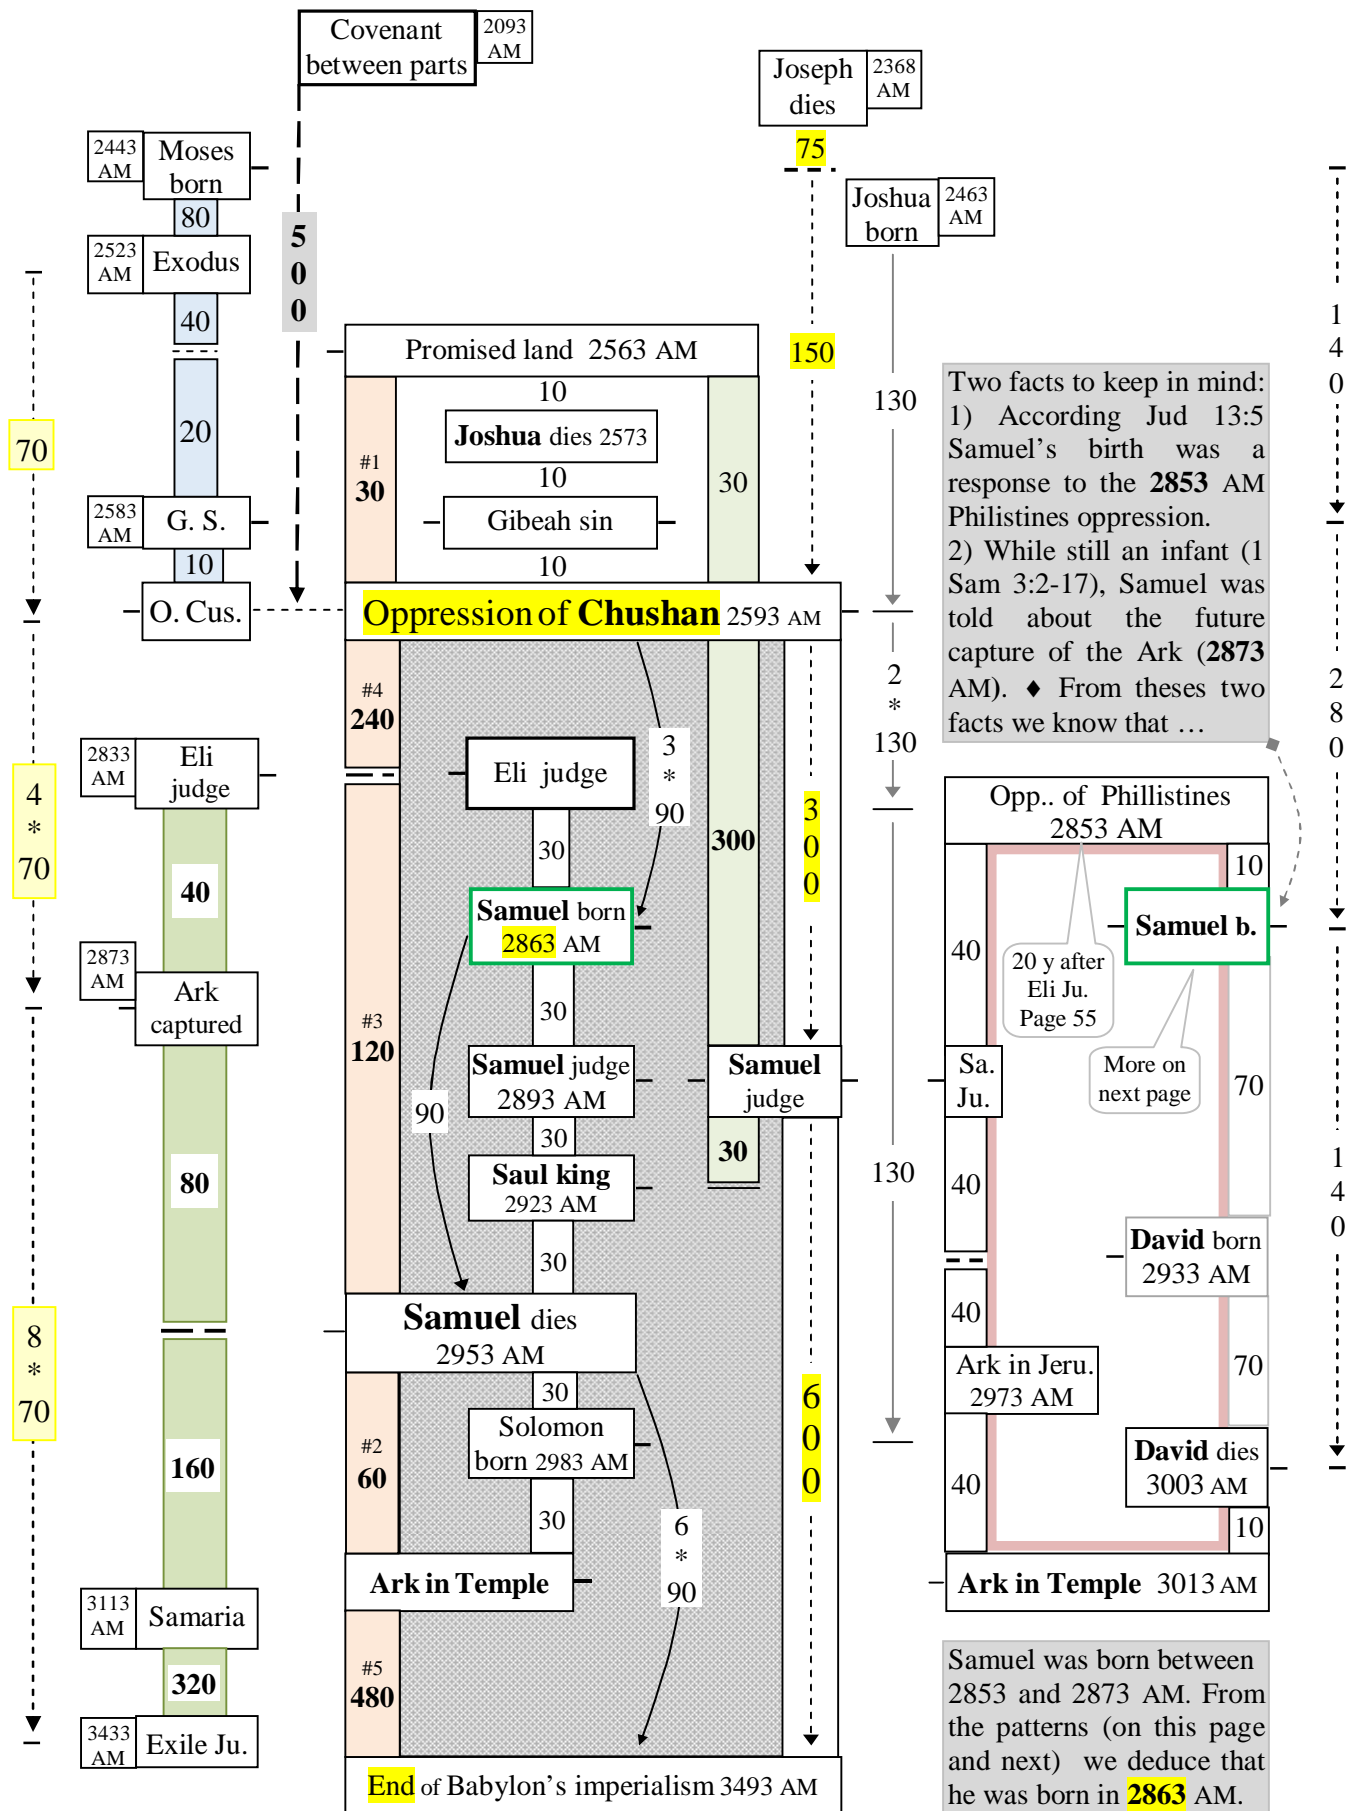 Covenant
between parts
2093
AM
Joseph
dies
2368
AM
75
2443
AM
Moses
born
80
2523
AM
Exodus
40
20
2583
AM
G. S.
10
O. Cus.
70
4
*
70
8
*
70
2833
AM
Eli
judge
40
2873
AM
Ark
captured
80
160
3113
AM
Samaria
320
3433
AM
Exile Ju.
5
0
0
Promised land 2563 AM
#1
30
10
Joshua dies 2573
10
Gibeah sin
10
30
150
Joshua
born
2463
AM
130
Oppression of Chushan 2593 AM
#4
240
Eli judge
3
*
90
30
Samuel born
2863 AM
300
3
0
0
2
*
130
#3
120
90
30
Samuel judge
2893 AM
Samuel
judge
30
Saul king
2923 AM
30
30
130
Samuel dies
2953 AM
30
#2
60
Solomon
born 2983 AM
30
6
*
90
6
0
0
Ark in Temple
#5
480
End of Babylon’s imperialism 3493 AM
Two facts to keep in mind:
1) According Jud 13:5
Samuel’s birth was a
response to the 2853 AM
Philistines oppression.
2) While still an infant (1
Sam 3:2-17), Samuel was
told about the future
capture of the Ark (2873
AM). ♦ From theses two
facts we know that …
Opp.. of Phillistines
2853 AM
10
40
Samuel b.
20 y after
Eli Ju.
Page 55
More on
next page
Sa.
Ju.
70
40
David born
2933 AM
40
Ark in Jeru.
2973 AM
70
40
David dies
3003 AM
10
Ark in Temple 3013 AM
1
4
0
2
8
0
1
4
0
Samuel was born between
2853 and 2873 AM. From
the patterns (on this page
and next) we deduce that
he was born in 2863 AM.